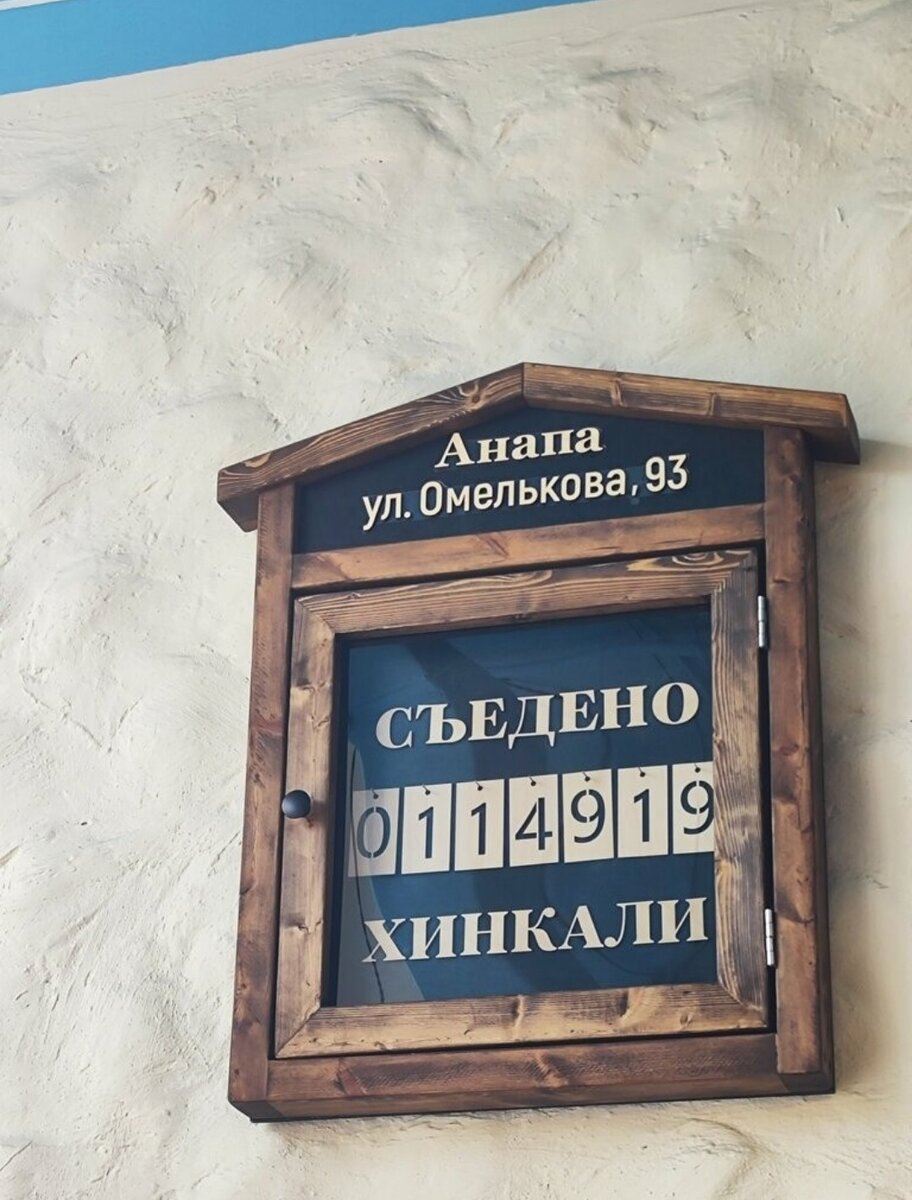 Анапа
ул. Омелькова, 93
СЪЕДЕНО
0114919
ХИНКАЛИ